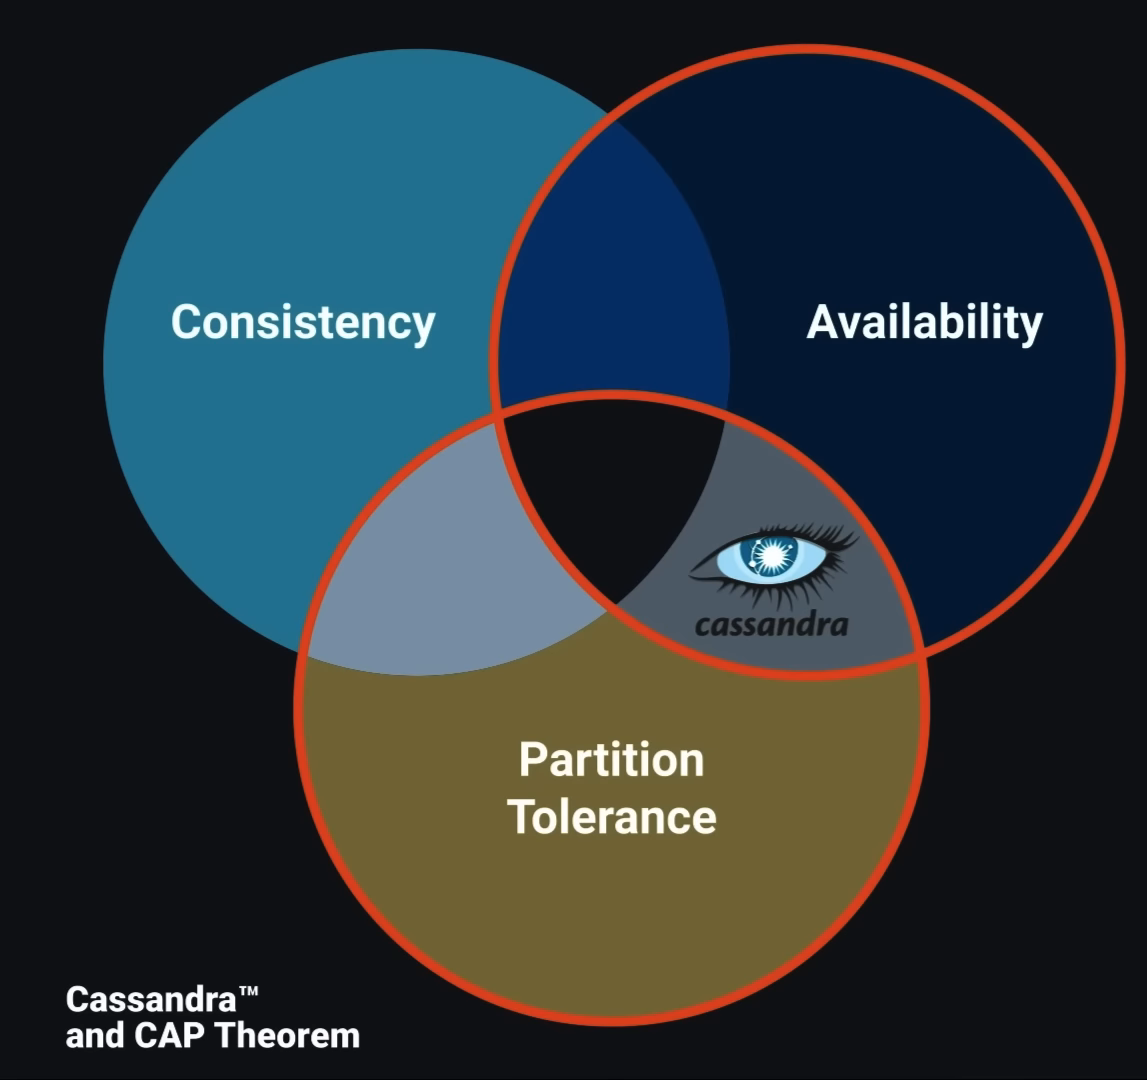 Consistency
Availability
cassandra
Partition
Tolerance
Cassandra™
and CAP Theorem